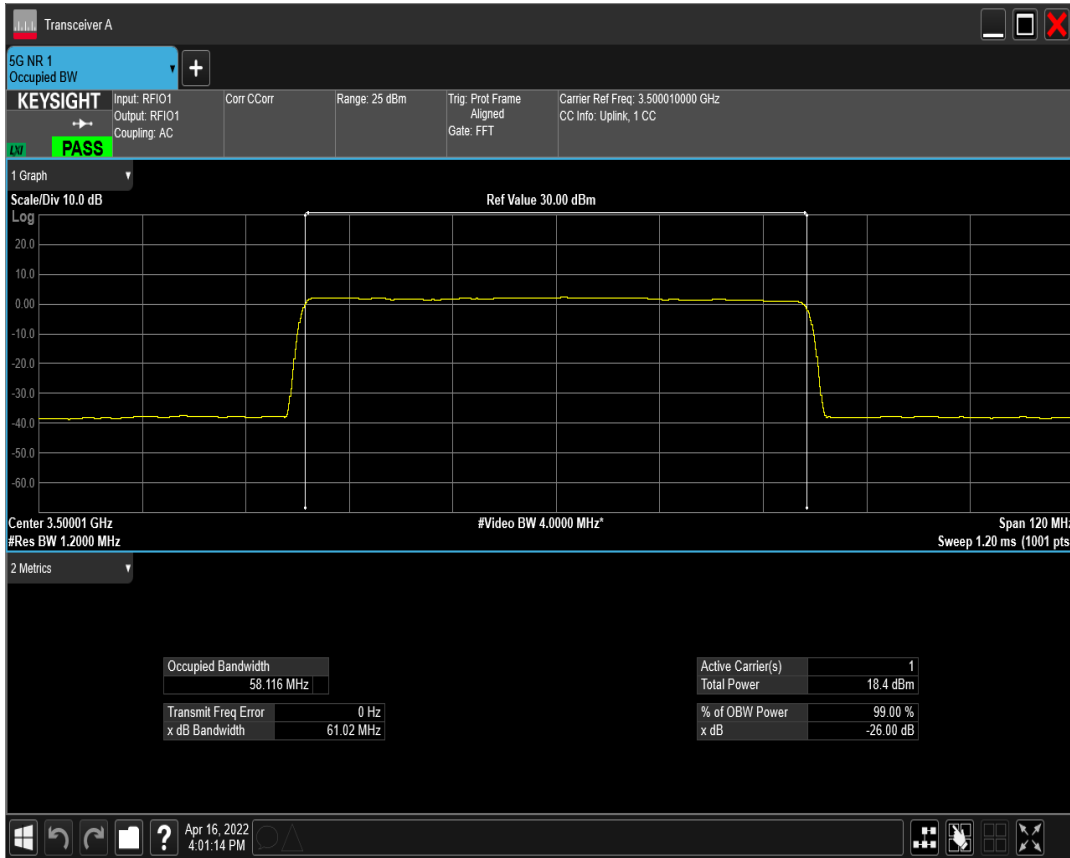 Transceiver A
5G NR 1
Occupied BW
KEYSIGHT
LXI
PASS
Input: RFIO1
Output: RFIO1
Coupling: AC
Corr CCorr
Range: 25 dBm
Trig: Prot Frame
Aligned
Gate: FFT
Carrier Ref Freq: 3.500010000 GHz
CC Info: Uplink, 1 CC
1 Graph
Scale/Div 10.0 dB
Ref Value 30.00 dBm
Log
20.0
10.0
0.00
-10.0
-20.0
-30.0
-40.0
-50.0
-60.0
Center 3.50001 GHz
#Video BW 4.0000 MHz*
Span 120 MHz
#Res BW 1.2000 MHz
Sweep 1.20 ms (1001 pts
2 Metrics
Occupied Bandwidth
58.116 MHz
Transmit Freq Error 0 Hz
x dB Bandwidth 61.02 MHz
Active Carrier(s) 1
Total Power 18.4 dBm
% of OBW Power 99.00 %
x dB -26.00 dB
?
Apr 16, 2022
4:01:14 PM